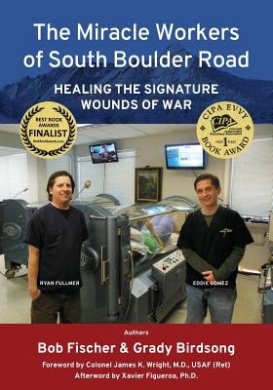 The Miracle Workers
of South Boulder Road
HEALING THE SIGNATURE
WOUNDS OF WAR
BEST BOOK
AWARDS
FINALIST
CIPA EVVY
BOOK AWARD
RYAN FULLMER
EDDIE GOMEZ
Authors
Bob Fischer & Grady Birdsong
Foreword by Colonel James K. Wright, M.D., USAF (Ret)
Afterword by Xavier Figueroa, Ph.D.